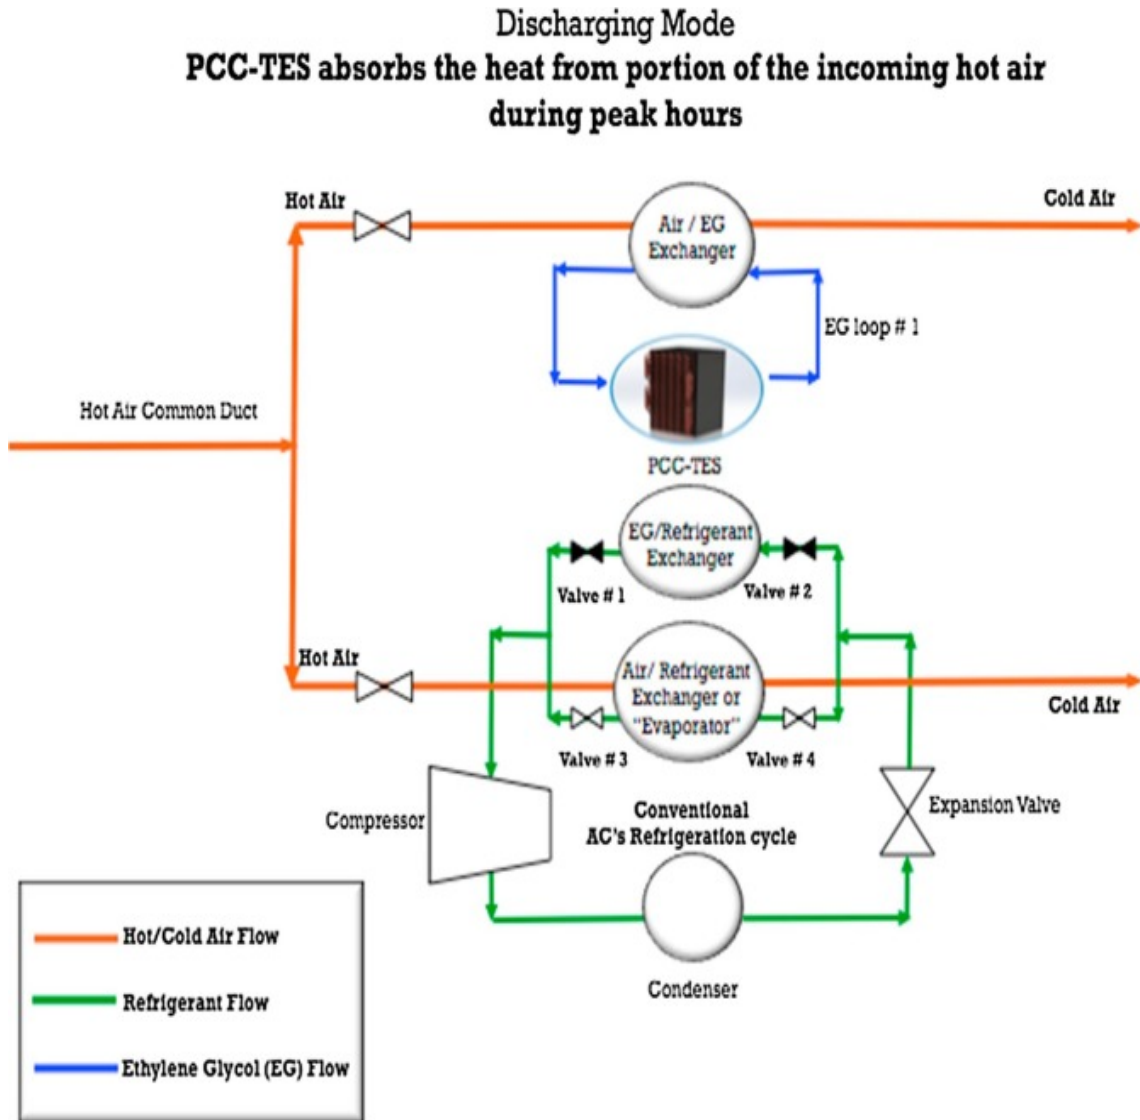 Discharging Mode
PCC-TES absorbs the heat from portion of the incoming hot air
during peak hours
Hot Air
Cold Air
Air / EG
Exchanger
EG loop # 1
Hot Air Common Duct
PCC-TES
EG/Refrigerant
Exchanger
Valve # 1
Valve # 2
Hot Air
Air/ Refrigerant
Exchanger or
"Evaporator"
Cold Air
Valve # 3
Valve # 4
Compressor
Conventional
AC's Refrigeration cycle
Expansion Valve
Condenser
Hot/Cold Air Flow
Refrigerant Flow
Ethylene Glycol (EG) Flow